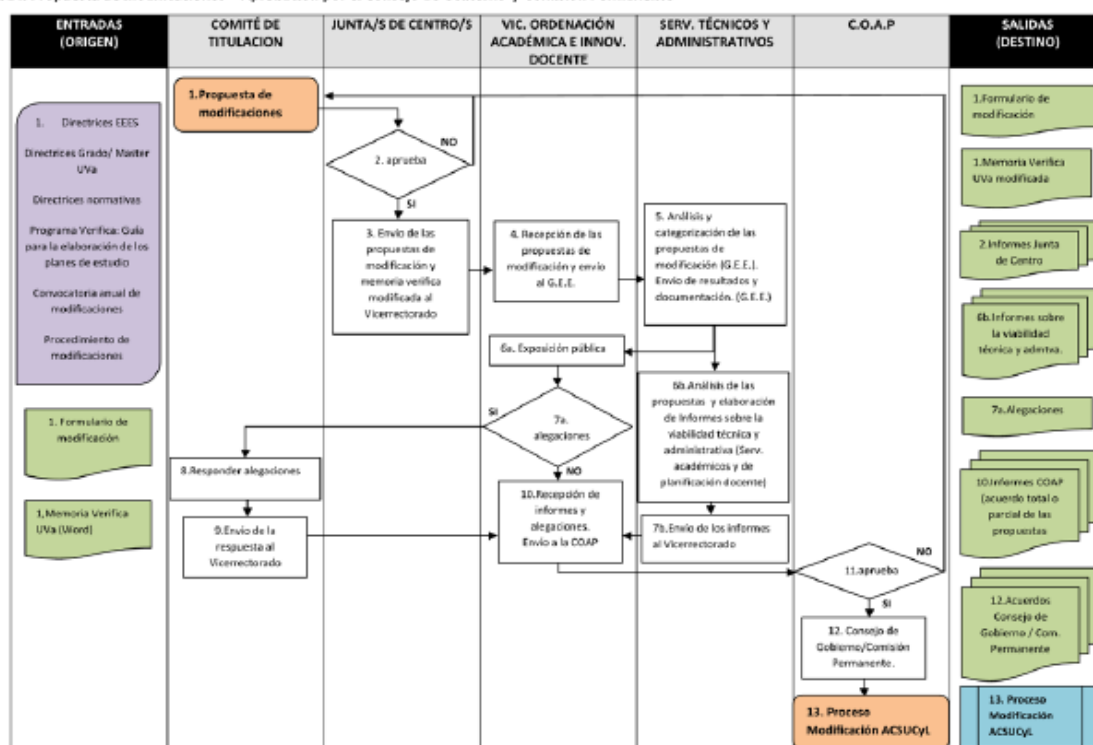 ENTRADAS
(ORIGEN)
COMITÉ DE
TITULACION
JUNTA/S DE CENTRO/S
VIC. ORDENACIÓN
ACADÉMICA E INNOV.
DOCENTE
SERV. TÉCNICOS Y
ADMINISTRATIVOS
C.O.A.P
SALIDAS
(DESTINO)
1. Directrices EEES
Directrices Grado/ Master
UVa
Directrices normativas
Programa Verifica: Guía
para la elaboración de los
planes de estudio
Convocatoria anual de
modificaciones
Procedimiento de
modificaciones
1. Formulario de
modificación
1,Memoria Verifica
UVa (Word)
1.Propuesta de
modificaciones
2. aprueba
NO
SI
3. Envío de las
propuestas de
modificación y
memoria verifica
modificada al
Vicerrectorado
4. Recepción de las
propuestas de
modificación y envío
al G.E.E.
5. Análisis y
categorización de las
propuestas de
modificación (G.E.E.).
Envío de resultados y
documentación. (G.E.E.)
6a. Exposición pública
6b.Análisis de las
propuestas y elaboración
de Informes sobre la
viabilidad técnica y
administrativa (Serv.
académicos y de
planificación docente)
SI
7a.
alegaciones
NO
8.Responder alegaciones
9.Envío de la
respuesta al
Vicerrectorado
10.Recepción de
informes y
alegaciones.
Envío a la COAP
7b.Envío de los informes
al Vicerrectorado
11.aprueba
NO
SI
12. Consejo de
Gobierno/Comisión
Permanente.
13. Proceso
Modificación ACSUCyL
1.Formulario de
modificación
1.Memoria Verifica
UVa modificada
2.Informes Junta
de Centro
6b.Informes sobre
la viabilidad
técnica y admtva.
7a.Alegaciones
10.Informes COAP
(acuerdo total o
parcial de las
propuestas
12.Acuerdos
Consejo de
Gobierno / Com.
Permanente
13. Proceso
Modificación
ACSUCyL